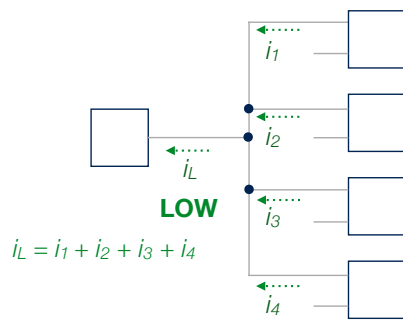 i1
i2
iL
LOW
i3
iL = i1 + i2 + i3 + i4
i4